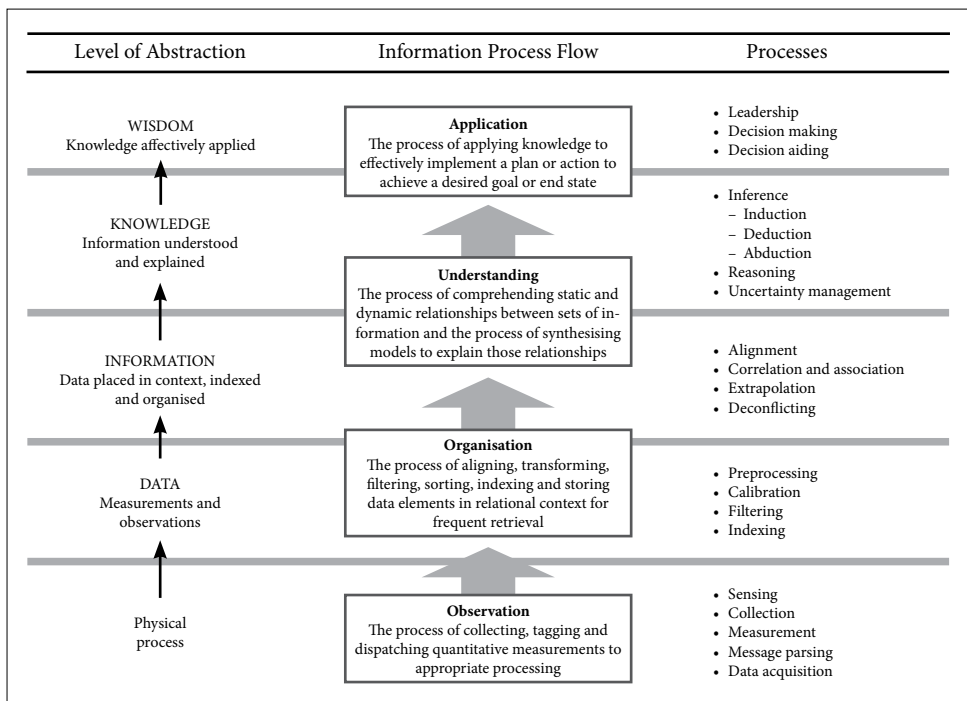 Level of Abstraction
Information Process Flow
Processes
WISDOM
Knowledge affectively applied
Application
The process of applying knowledge to
effectively implement a plan or action to
achieve a desired goal or end state
• Leadership
• Decision making
• Decision aiding
KNOWLEDGE
Information understood
and explained
• Inference
– Induction
– Deduction
– Abduction
• Reasoning
• Uncertainty management
Understanding
The process of comprehending static and
dynamic relationships between sets of in-
formation and the process of synthesising
models to explain those relationships
INFORMATION
Data placed in context, indexed
and organised
• Alignment
• Correlation and association
• Extrapolation
• Deconflicting
Organisation
The process of aligning, transforming,
filtering, sorting, indexing and storing
data elements in relational context for
frequent retrieval
DATA
Measurements and
observations
• Preprocessing
• Calibration
• Filtering
• Indexing
Physical
process
Observation
The process of collecting, tagging and
dispatching quantitative measurements to
appropriate processing
• Sensing
• Collection
• Measurement
• Message parsing
• Data acquisition